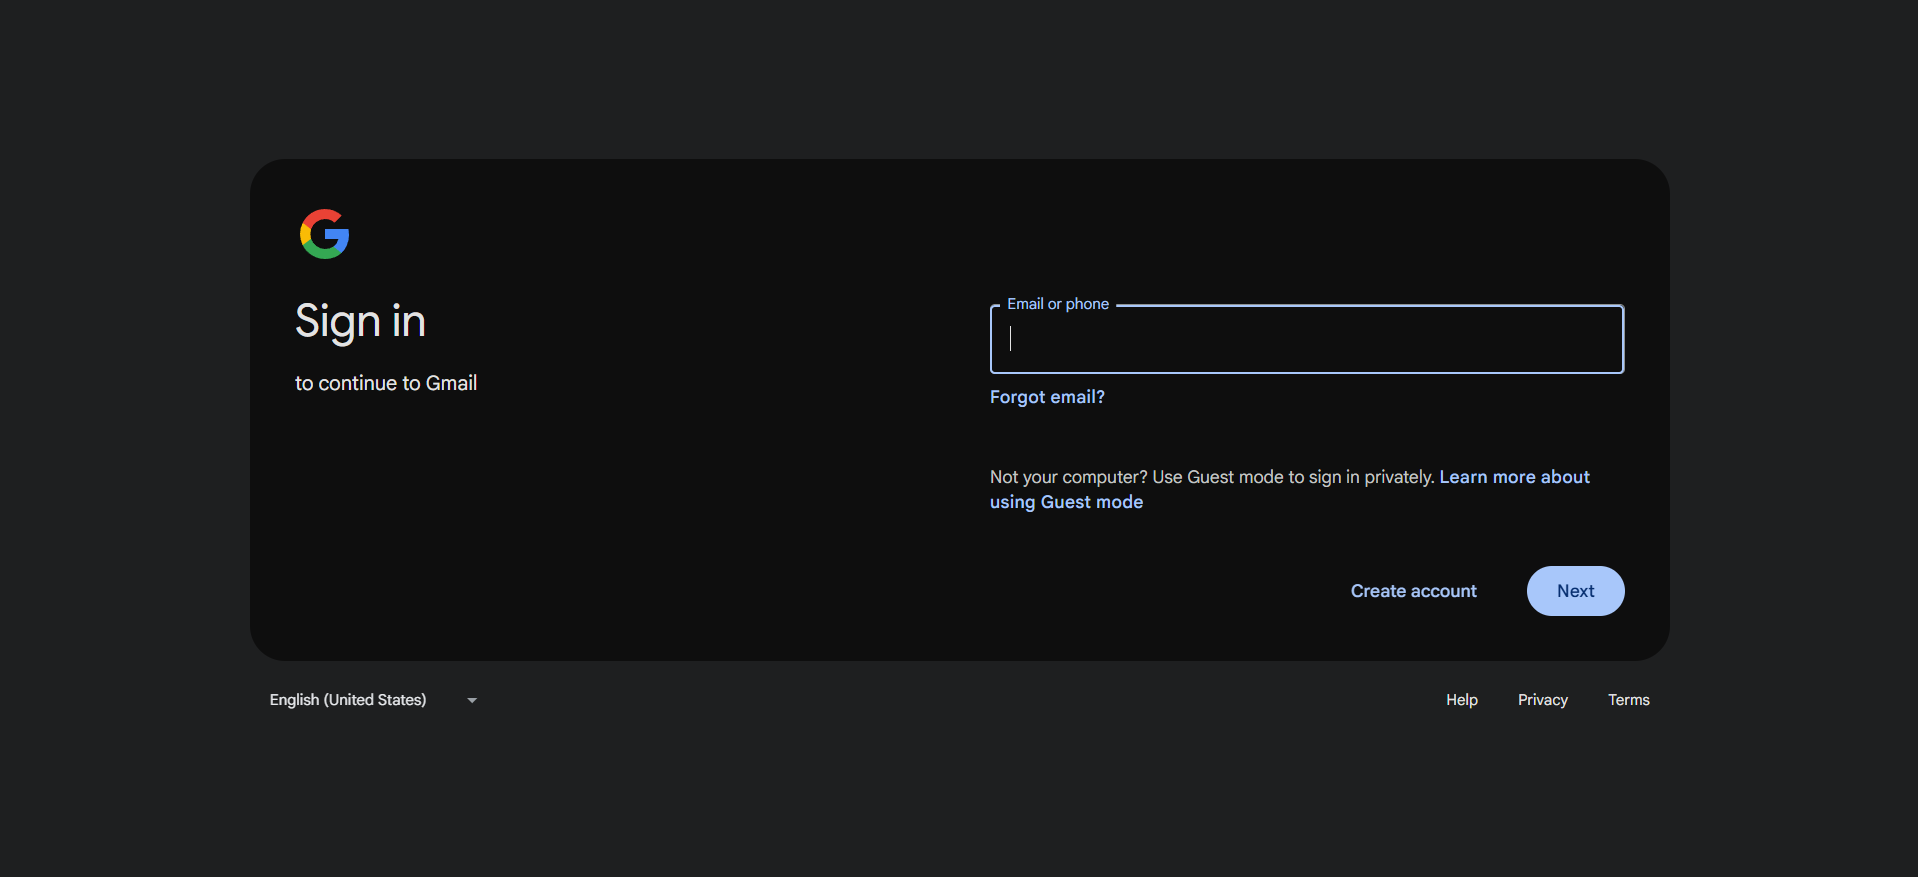 Sign in
to continue to Gmail
Email or phone
Forgot email?
Not your computer? Use Guest mode to sign in privately. Learn more about
using Guest mode
Create account
Next
English (United States)
Help
Privacy
Terms